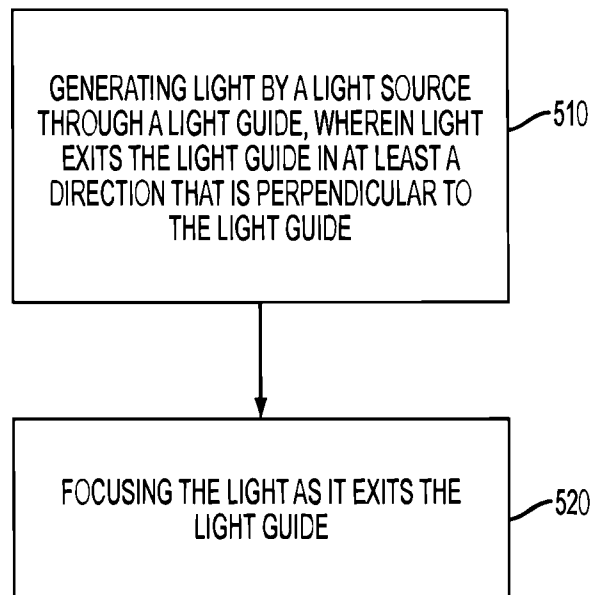 GENERATING LIGHT BY A LIGHT SOURCE
THROUGH A LIGHT GUIDE, WHEREIN LIGHT
EXITS THE LIGHT GUIDE IN AT LEAST A
DIRECTION THAT IS PERPENDICULAR TO
THE LIGHT GUIDE
510
FOCUSING THE LIGHT AS IT EXITS THE
LIGHT GUIDE
520